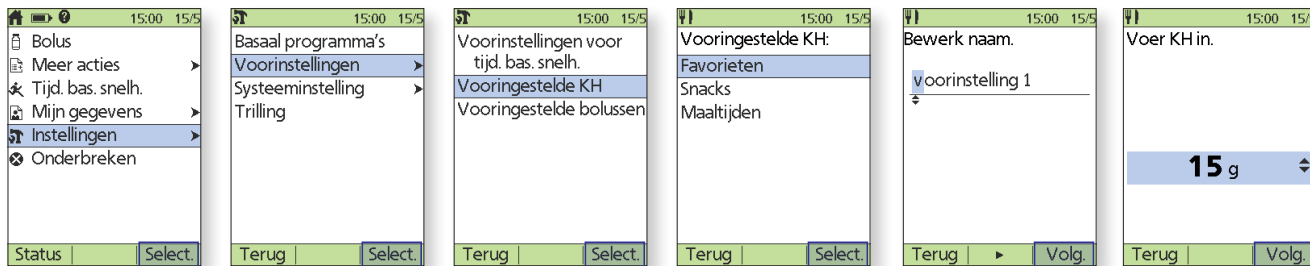 15:00 15/5
Bolus
Meer acties
Tijd. bas. snelh.
Mijn gegevens
Instellingen
Onderbreken
Status Select.
15:00 15/5
Basaal programma's
Voorinstellingen
Systeeminstelling
Trilling
Terug Select.
15:00 15/5
Voorinstellingen voor
tijd. bas. snelh.
Vooringestelde KH
Vooringestelde bolussen
Terug Select.
15:00 15/5
Vooringestelde KH:
Favorieten
Snacks
Maaltijden
Terug Select.
15:00 15/5
Bewerk naam.
voorinstelling 1
Terug Volg.
15:00 15/
Voer KH in.
15 g
Terug Volg.